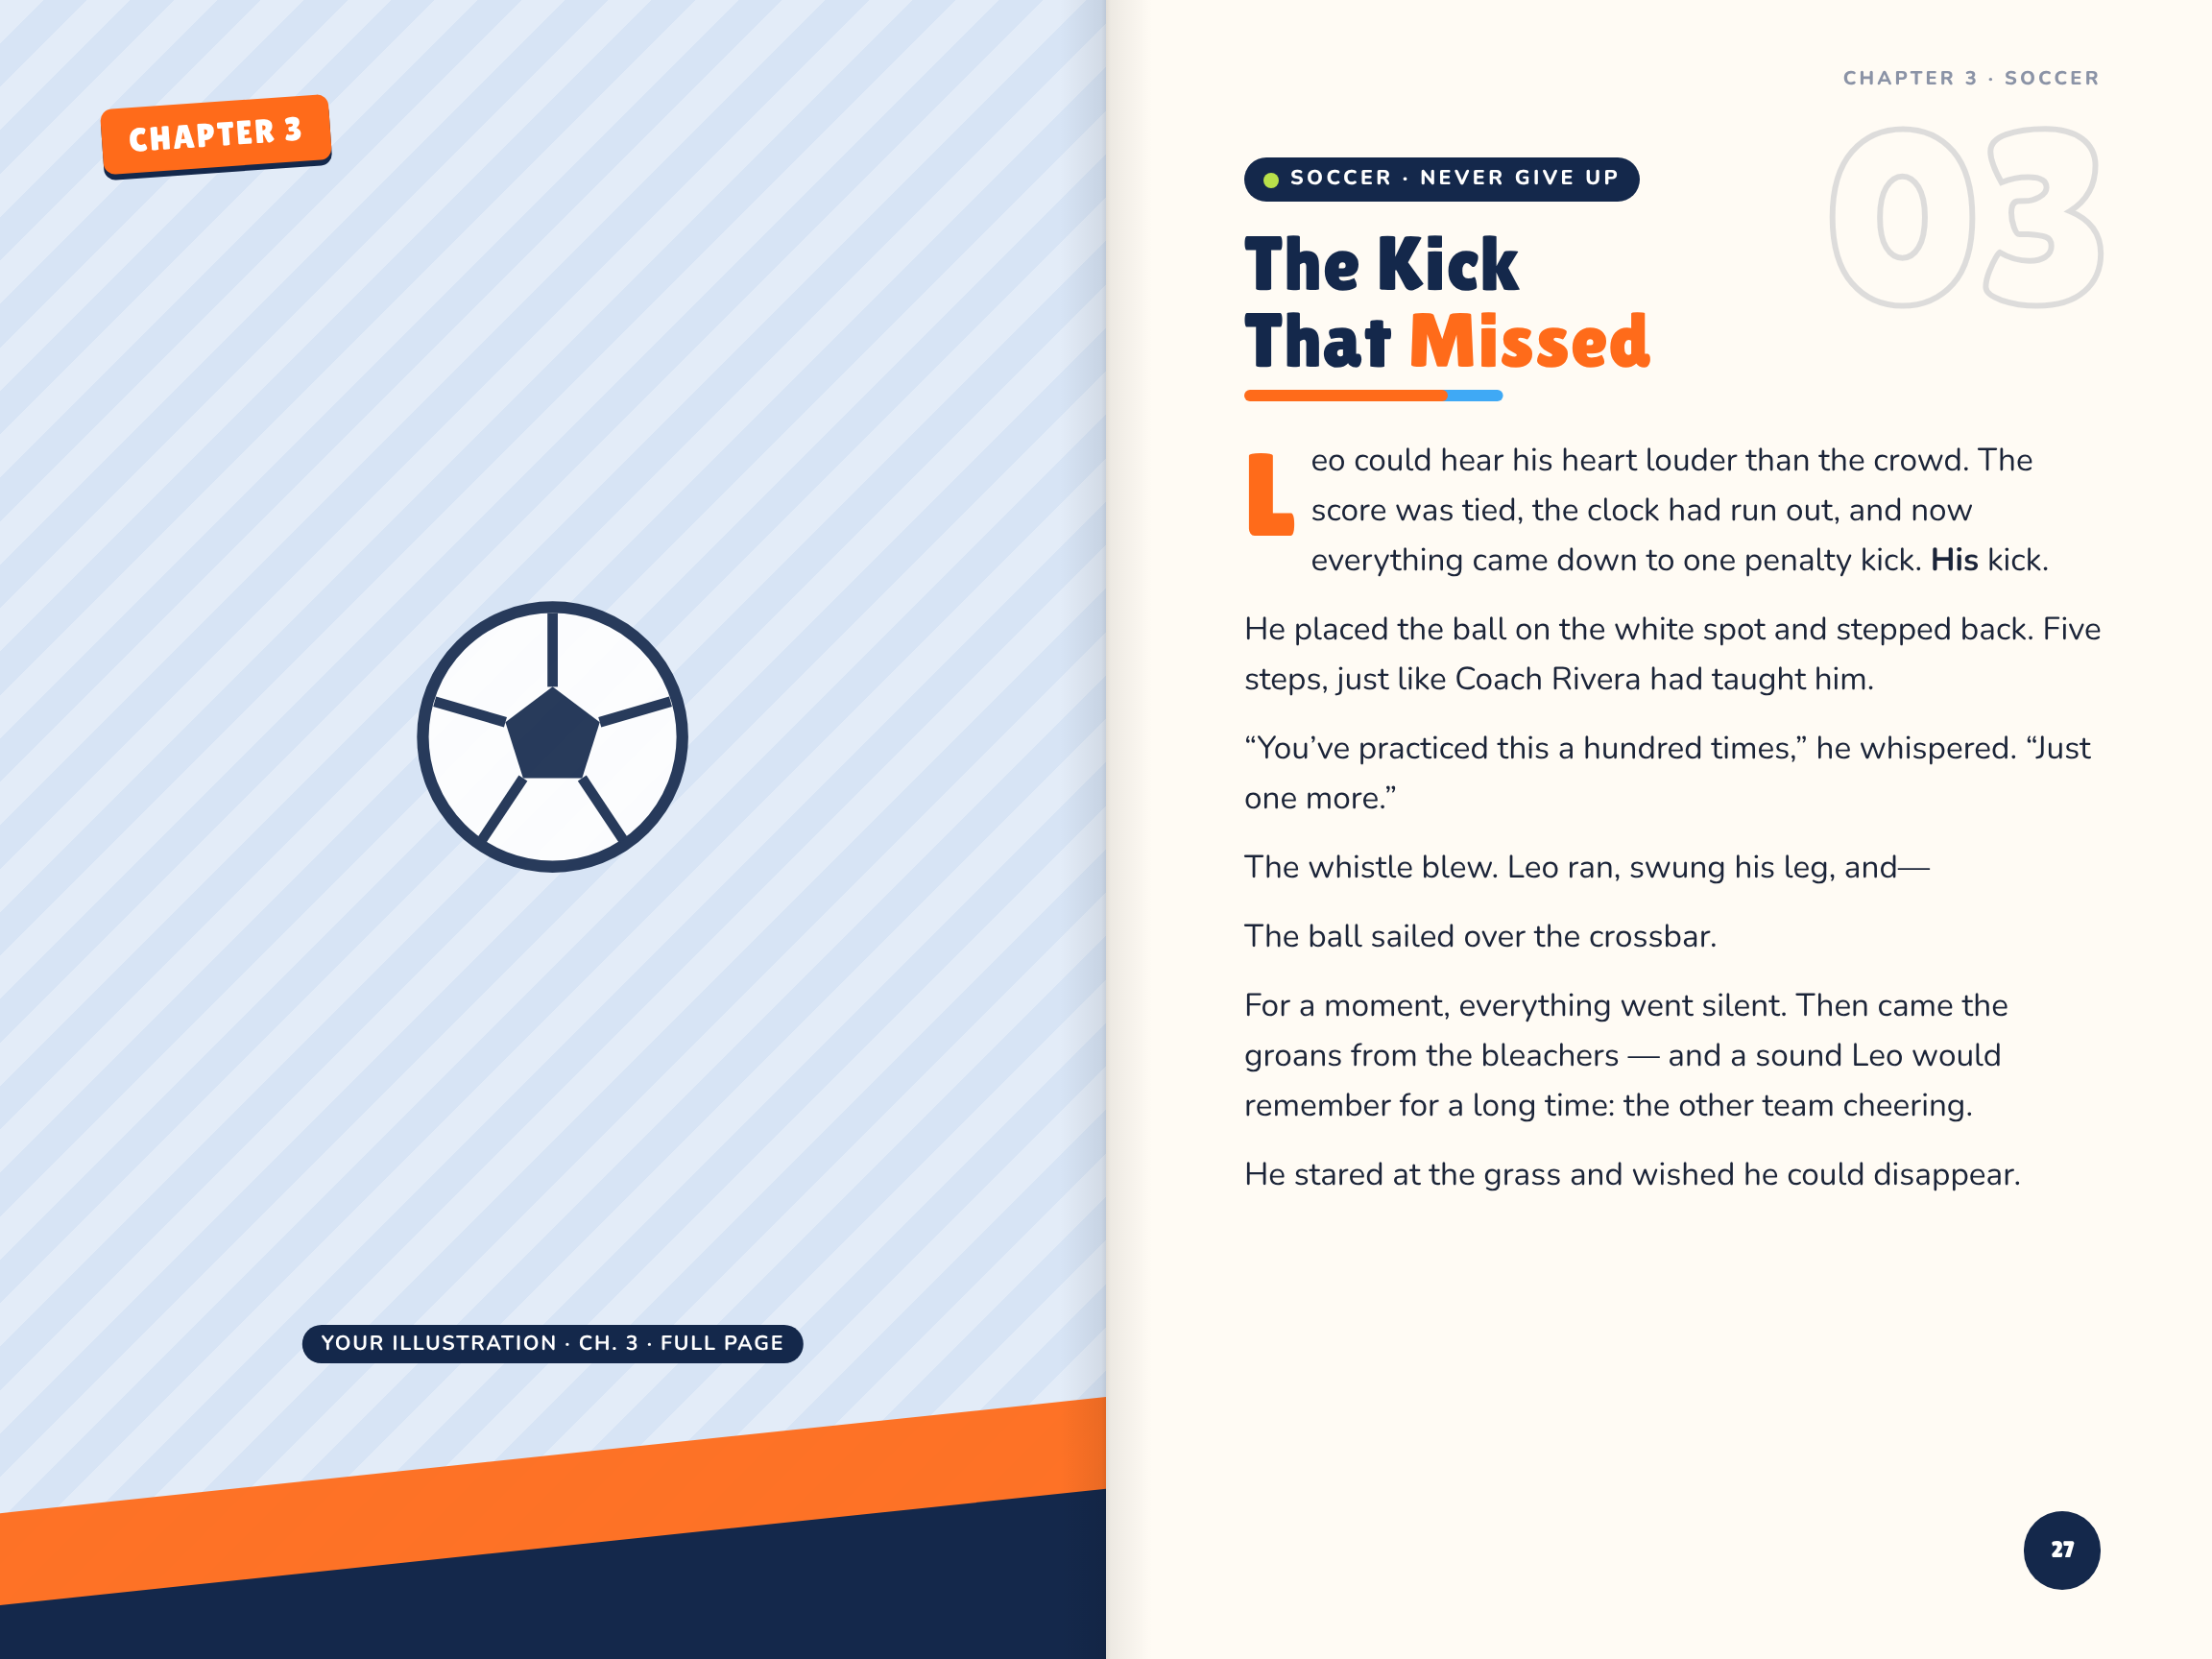 CHAPTER 3
YOUR ILLUSTRATION · CH. 3 · FULL PAGE
CHAPTER 3 · SOCCER
03
SOCCER · NEVER GIVE UP
The Kick
That Missed
Leo could hear his heart louder than the crowd. The
score was tied, the clock had run out, and now
everything came down to one penalty kick. His kick.
He placed the ball on the white spot and stepped back. Five
steps, just like Coach Rivera had taught him.
“You’ve practiced this a hundred times,” he whispered. “Just
one more.”
The whistle blew. Leo ran, swung his leg, and—
The ball sailed over the crossbar.
For a moment, everything went silent. Then came the
groans from the bleachers — and a sound Leo would
remember for a long time: the other team cheering.
He stared at the grass and wished he could disappear.
27